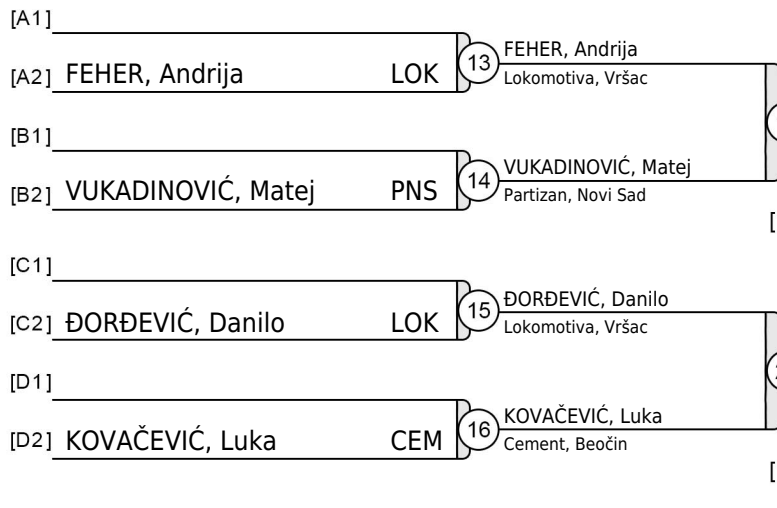 [A1]
[A2] FEHER, Andrija LOK
13
FEHER, Andrija
Lokomotiva, Vršac
[B1]
[B2] VUKADINOVIĆ, Matej PNS
14
VUKADINOVIĆ, Matej
Partizan, Novi Sad
[C1]
[C2] ĐORĐEVIĆ, Danilo LOK
15
ĐORĐEVIĆ, Danilo
Lokomotiva, Vršac
[D1]
[D2] KOVAČEVIĆ, Luka CEM
16
KOVAČEVIĆ, Luka
Cement, Beočin